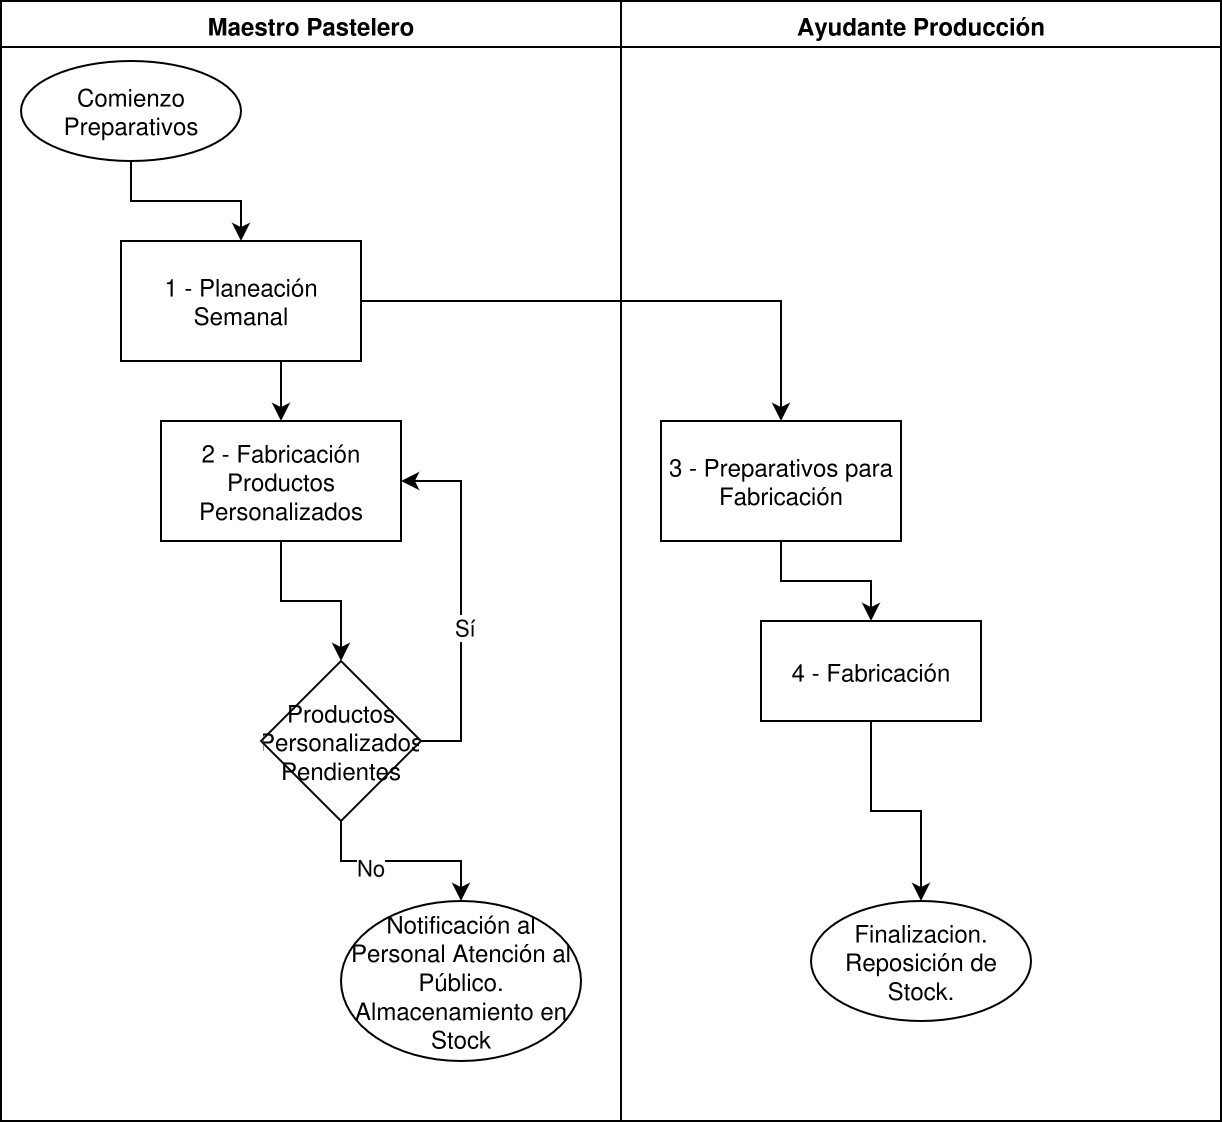 Maestro Pastelero
Ayudante Producción
Comienzo
Preparativos
1 - Planeación
Semanal
2 - Fabricación
Productos
Personalizados
3 - Preparativos para
Fabricación
Sí
4 - Fabricación
Productos
Personalizados
Pendientes
No
Notificación al
Personal Atención al
Público.
Almacenamiento en
Stock
Finalizacion.
Reposición de
Stock.